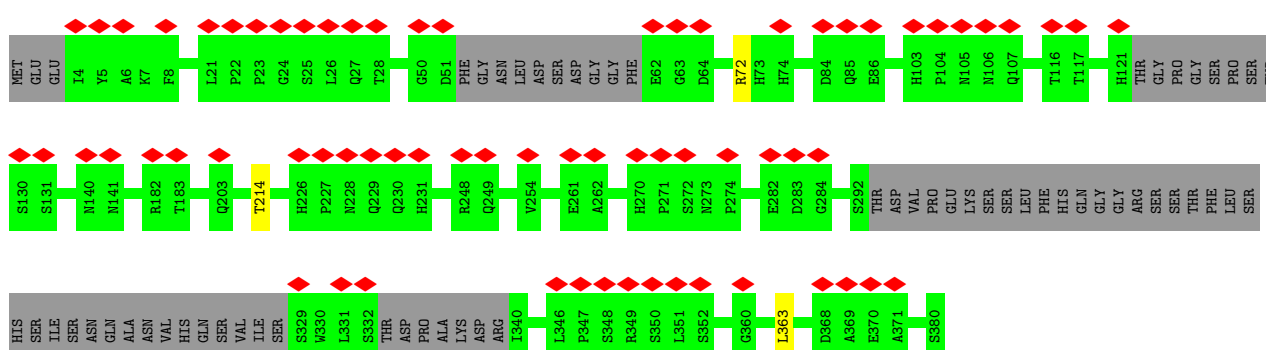 MET GLU GLU I4 Y5 A6 K7 F8 L21 P22 P23 G24 S25 L26 Q27 T28 G50 D51 PHE GLY ASN LEU ASP SER ASP GLY GLY PHE E62 G63 D64 R72 H73 H74 D84 Q85 E86 H103 P104 N105 N106 Q107 T116 T117 H121 THR GLY PRO GLY SER PRO SER
S130 S131 N140 N141 R182 T183 Q203 T214 H226 P227 N228 Q229 Q230 H231 R248 Q249 V254 E261 A262 H270 P271 S272 N273 P274 E282 D283 G284 S292 THR ASP VAL PRO GLU LYS SER SER LEU PHE HIS GLN GLY GLY ARG SER SER THR PHE LEU SER
HIS SER ILE SER ASN GLN ALA ASN VAL HIS GLN SER VAL ILE SER S329 W330 L331 S332 THR ASP PRO ALA LYS ASP ARG I340 L346 P347 S348 R349 S350 L351 S352 G360 L363 D368 A369 E370 A371 S380